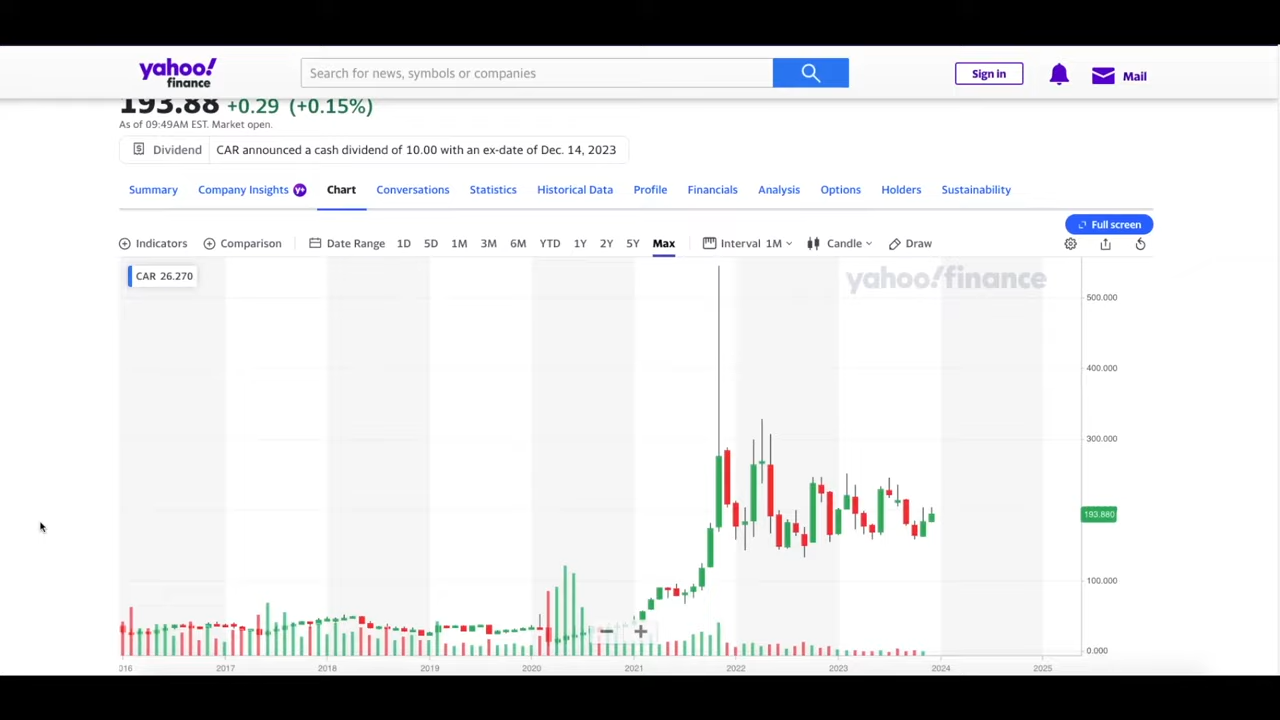 yahoo!
finance
Search for news, symbols or companies
Sign in
Mail
193.88 +0.29 (+0.15%)
As of 09:49AM EST. Market open.
Dividend CAR announced a cash dividend of 10.00 with an ex-date of Dec. 14, 2023
Summary Company Insights Y+ Chart Conversations Statistics Historical Data Profile Financials Analysis Options Holders Sustainability
Full screen
Indicators Comparison Date Range 1D 5D 1M 3M 6M YTD 1Y 2Y 5Y Max Interval 1M Candle Draw
CAR 26.270
yahoo!finance
500.000
400.000
300.000
193.880
100.000
0.000
016 2017 2018 2019 2020 2021 2022 2023 2024 2025